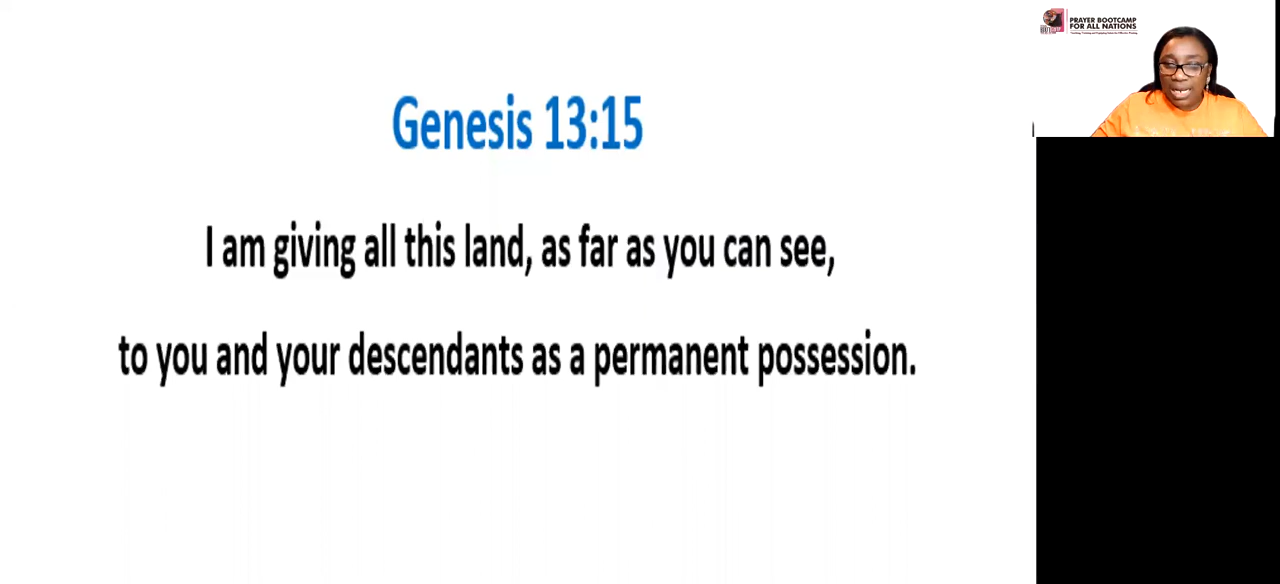 Genesis 13:15
I am giving all this land, as far as you can see,
to you and your descendants as a permanent possession.
PRAYER BOOTCAMP
FOR ALL NATIONS